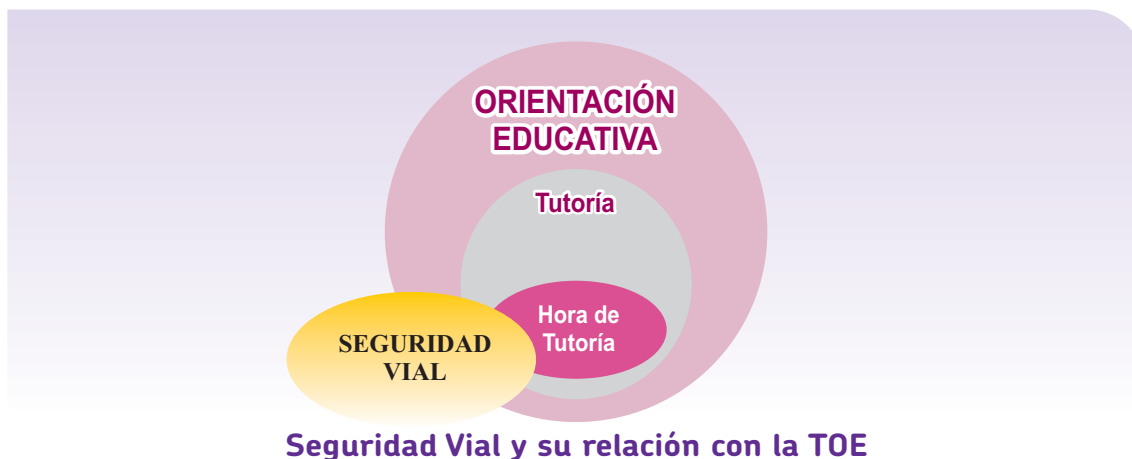 ORIENTACIÓN
EDUCATIVA
Tutoría
Hora de
Tutoría
SEGURIDAD
VIAL
Seguridad Vial y su relación con la TOE